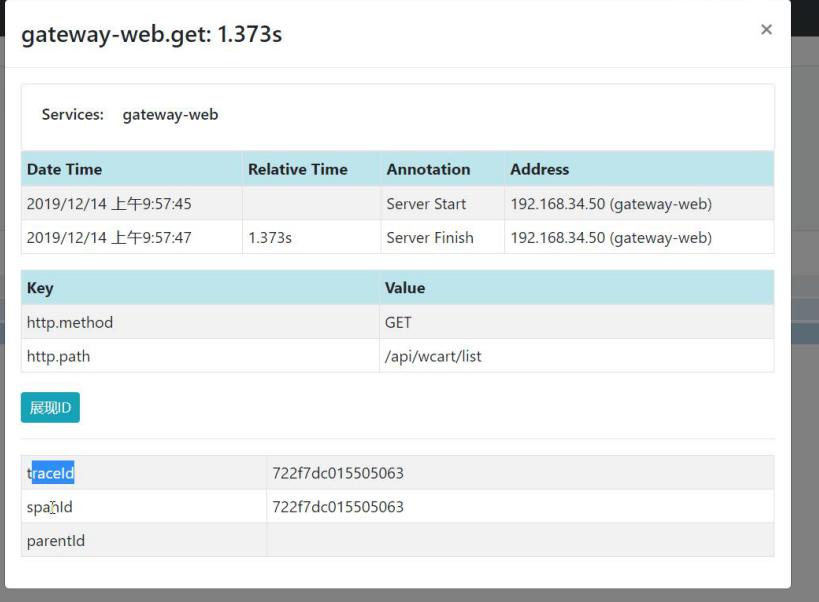 gateway-web.get: 1.373s
×
Services: gateway-web
Date Time Relative Time Annotation Address
2019/12/14 上午9:57:45 Server Start 192.168.34.50 (gateway-web)
2019/12/14 上午9:57:47 1.373s Server Finish 192.168.34.50 (gateway-web)
Key Value
http.method GET
http.path /api/wcart/list
展现ID
traceId 722f7dc015505063
spanId 722f7dc015505063
parentId